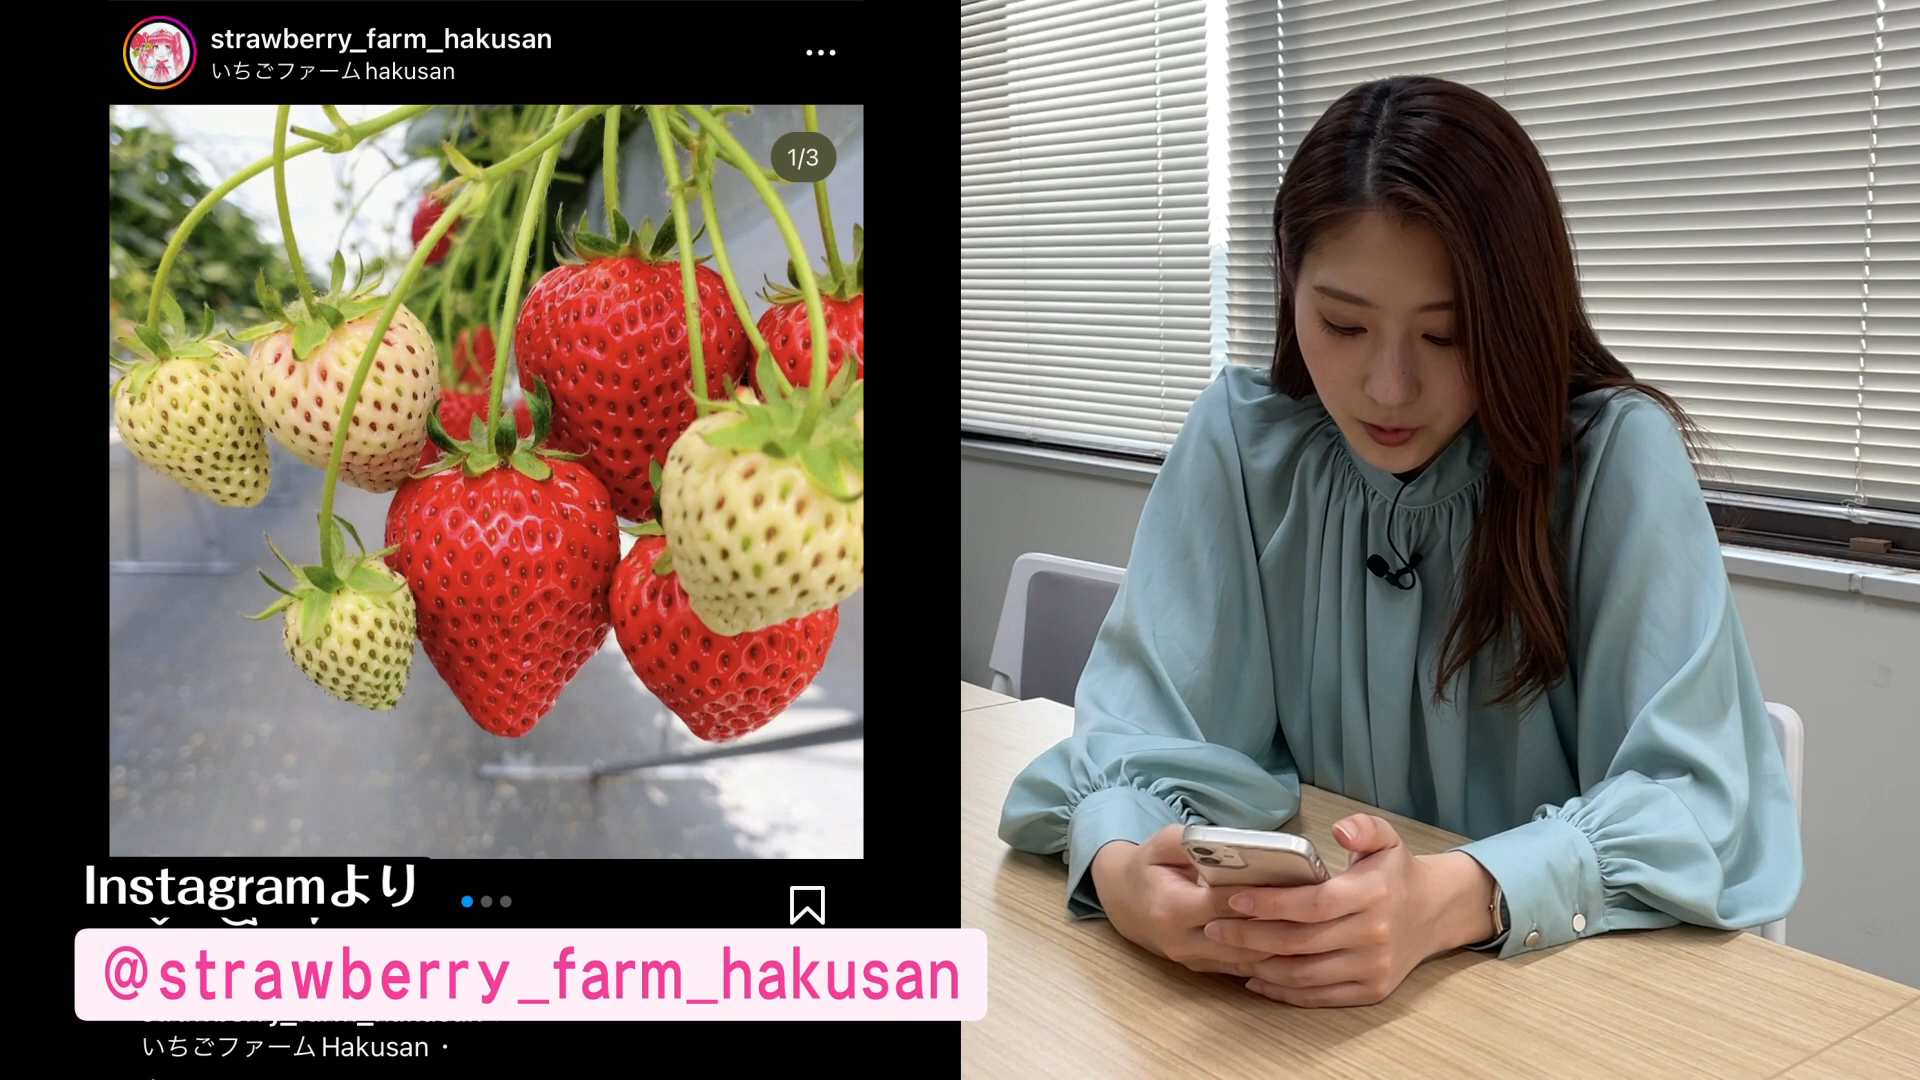 strawberry_farm_hakusan
いちごファームhakusan
1/3
Instagramより
@strawberry_farm_hakusan
いちごファームHakusan・